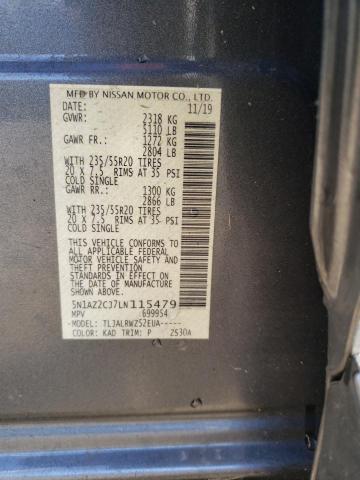 MFD BY NISSAN MOTOR CO., LTD.
DATE: 11/19
GVWR: 2318 KG
5110 LB
GAWR FR: 1272 KG
2804 LB
WITH 235/55R20 TIRES
20 X 7.5 RIMS AT 35 PSI
COLD SINGLE
GAWR RR: 1300 KG
2866 LB
WITH 235/55R20 TIRES
20 X 7.5 RIMS AT 35 PSI
COLD SINGLE
THIS VEHICLE CONFORMS TO
ALL APPLICABLE FEDERAL
MOTOR VEHICLE SAFETY AND
THEFT PREVENTION
STANDARDS IN EFFECT ON THE
DATE OF MANUFACTURE
5N1AZ2CJ7LN115479
MPV 699954
MODEL: TLJALRWZ52EUA-----
COLOR: KAD TRIM: P ZS30A